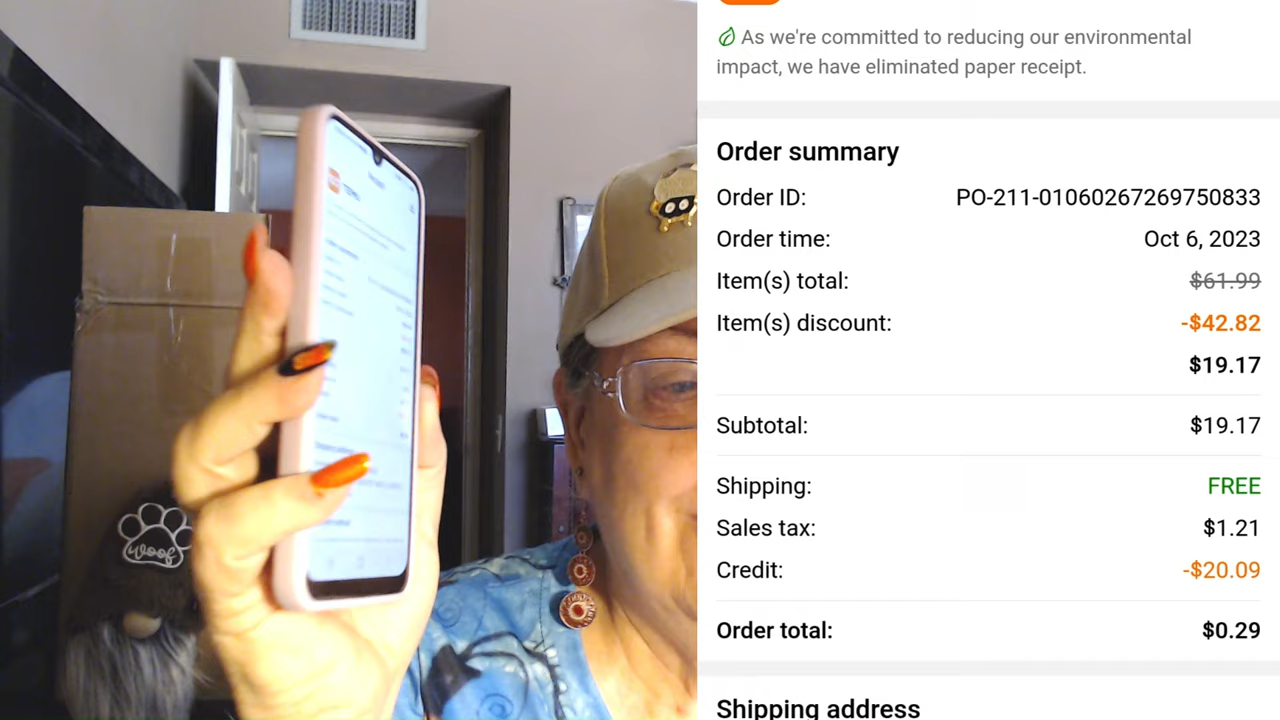 woof
As we're committed to reducing our environmental
impact, we have eliminated paper receipt.
Order summary
Order ID: PO-211-01060267269750833
Order time: Oct 6, 2023
Item(s) total: $61.99
Item(s) discount: -$42.82
$19.17
Subtotal: $19.17
Shipping: FREE
Sales tax: $1.21
Credit: -$20.09
Order total: $0.29
Shipping address